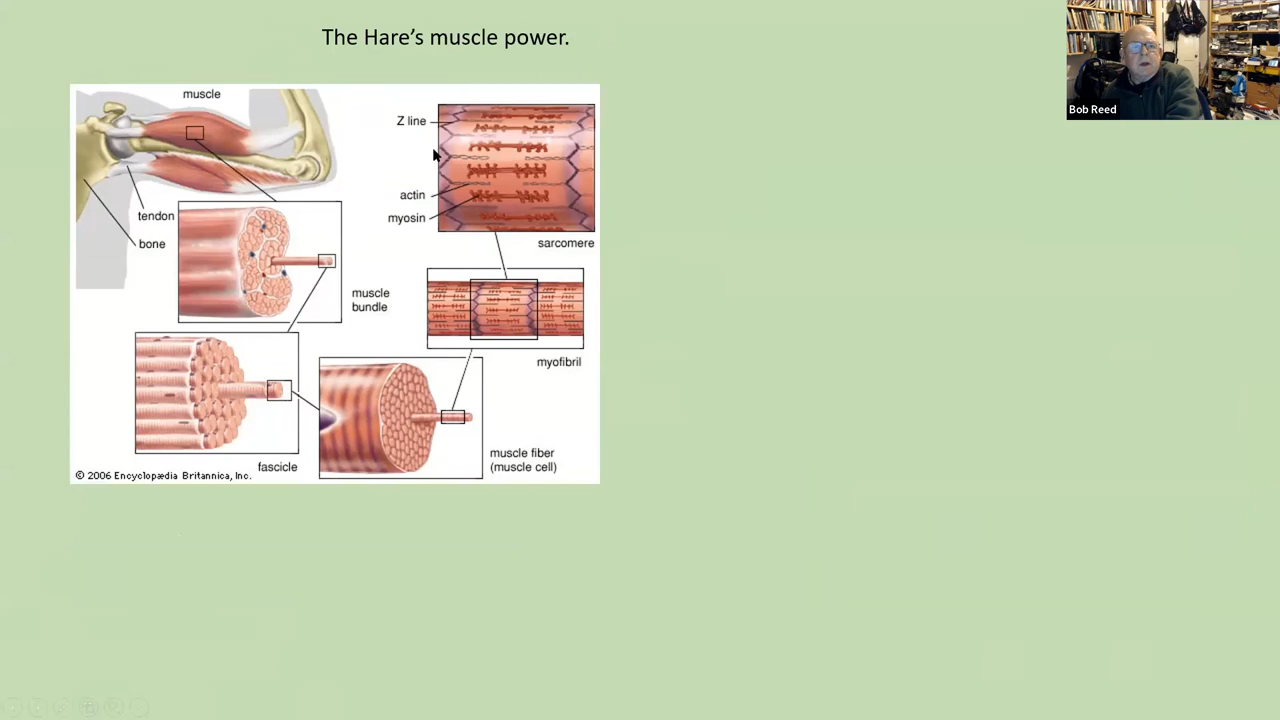 The Hare’s muscle power.
Bob Reed
muscle
Z line
actin
myosin
tendon
bone
sarcomere
muscle
bundle
myofibril
muscle fiber
(muscle cell)
fascicle
© 2006 Encyclopædia Britannica, Inc.